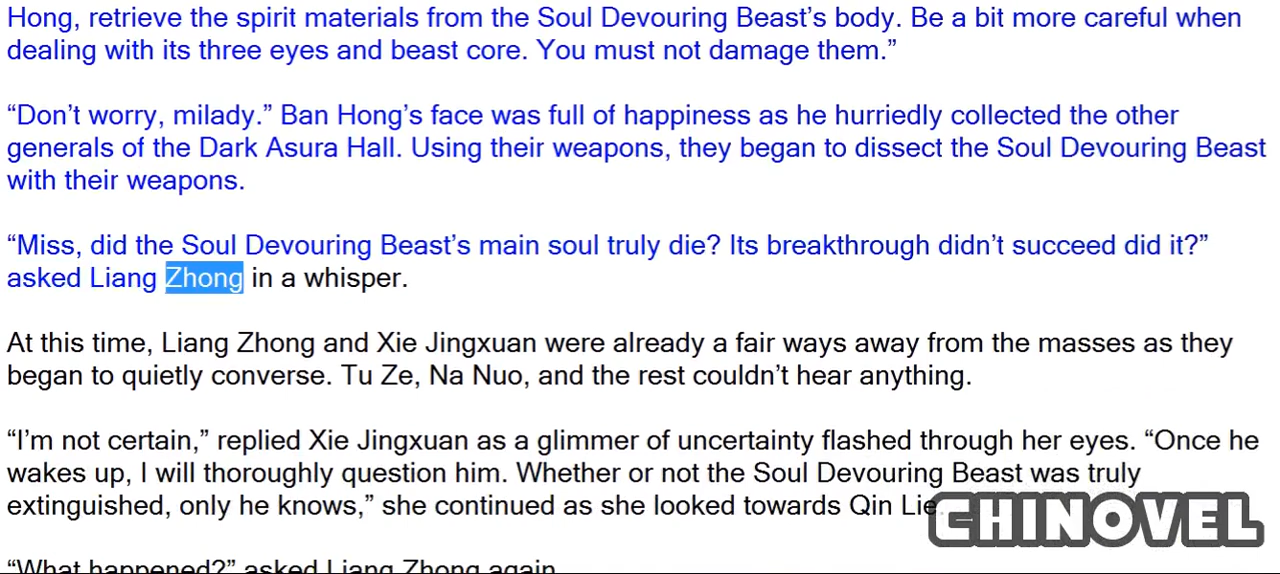 Hong, retrieve the spirit materials from the Soul Devouring Beast’s body. Be a bit more careful when
dealing with its three eyes and beast core. You must not damage them.”
“Don’t worry, milady.” Ban Hong’s face was full of happiness as he hurriedly collected the other
generals of the Dark Asura Hall. Using their weapons, they began to dissect the Soul Devouring Beast
with their weapons.
“Miss, did the Soul Devouring Beast’s main soul truly die? Its breakthrough didn’t succeed did it?”
asked Liang Zhong in a whisper.
At this time, Liang Zhong and Xie Jingxuan were already a fair ways away from the masses as they
began to quietly converse. Tu Ze, Na Nuo, and the rest couldn’t hear anything.
“I’m not certain,” replied Xie Jingxuan as a glimmer of uncertainty flashed through her eyes. “Once he
wakes up, I will thoroughly question him. Whether or not the Soul Devouring Beast was truly
extinguished, only he knows,” she continued as she looked towards Qin Lie.
CHINOVEL
“What happened?” asked Liang Zhong again.